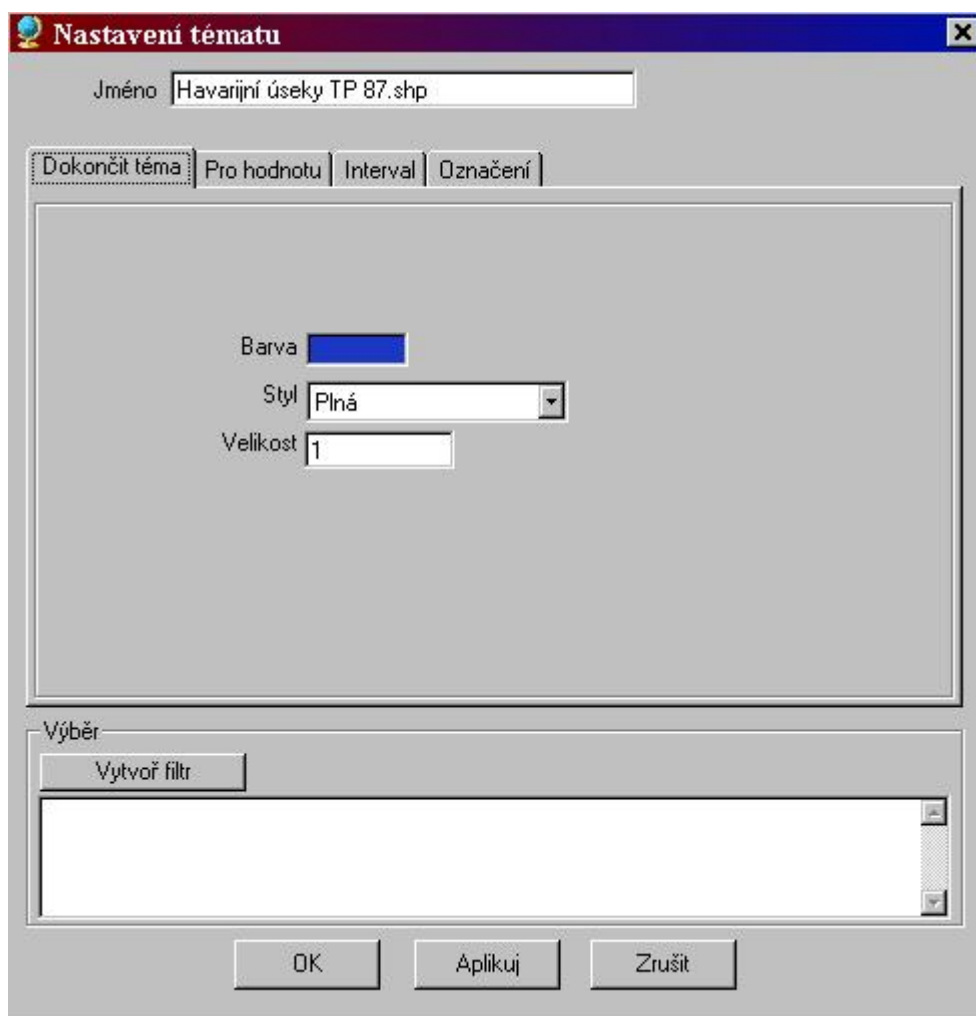 Nastavení tématu
Jméno Havarijní úseky TP 87.shp
Dokončit téma Pro hodnotu Interval Označení
Barva
Styl Plná
Velikost 1
Výběr
Vytvoř filtr
OK Aplikuj Zrušit